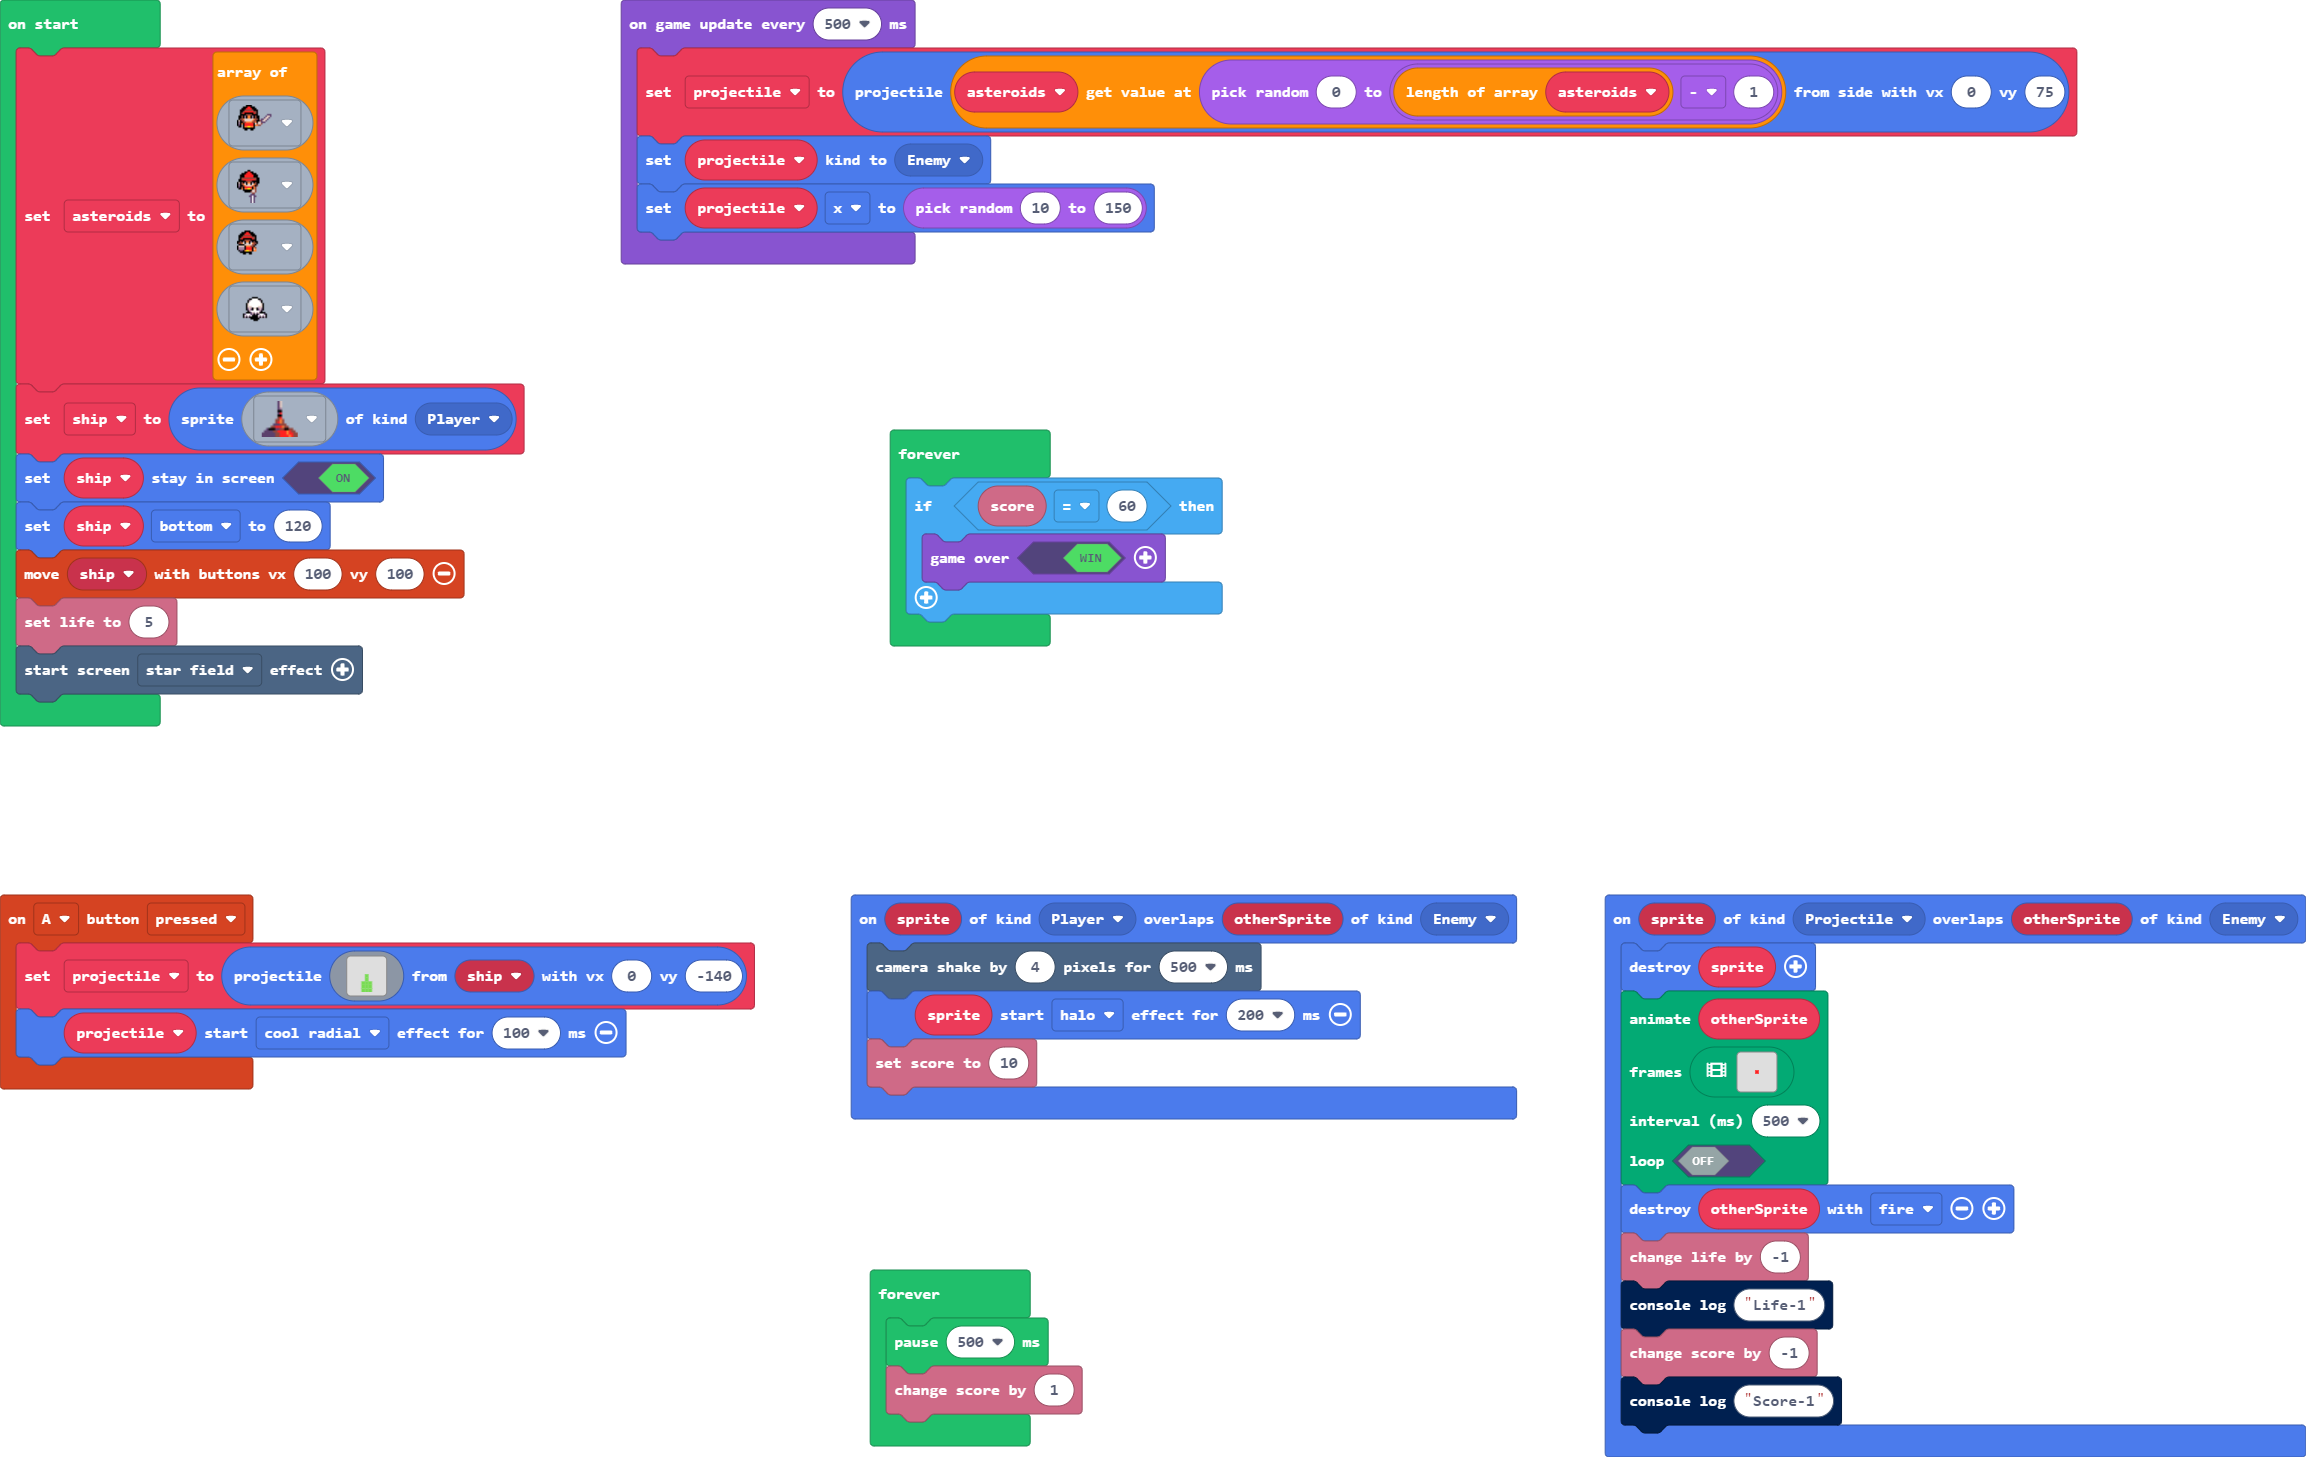 on start
array of
set asteroids to
set ship to sprite of kind Player
set ship stay in screen ON
set ship bottom to 120
move ship with buttons vx 100 vy 100
set life to 5
start screen star field effect
on game update every 500 ms
set projectile to projectile asteroids get value at pick random 0 to length of array asteroids - 1 from side with vx 0 vy 75
set projectile kind to Enemy
set projectile x to pick random 10 to 150
forever
if score = 60 then
game over WIN
on A button pressed
set projectile to projectile from ship with vx 0 vy -140
projectile start cool radial effect for 100 ms
on sprite of kind Player overlaps otherSprite of kind Enemy
camera shake by 4 pixels for 500 ms
sprite start halo effect for 200 ms
set score to 10
forever
pause 500 ms
change score by 1
on sprite of kind Projectile overlaps otherSprite of kind Enemy
destroy sprite
animate otherSprite
frames
interval (ms) 500
loop OFF
destroy otherSprite with fire
change life by -1
console log "Life-1"
change score by -1
console log "Score-1"